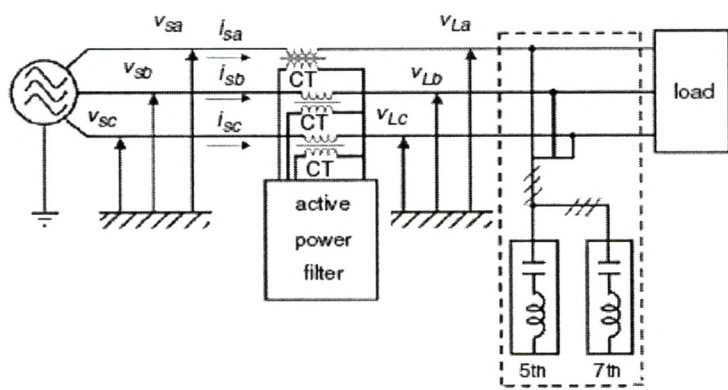 v_sa i_sa v_La
v_sb i_sb CT v_Lb load
v_sc i_sc CT v_Lc
CT
active
power
filter
5th 7th